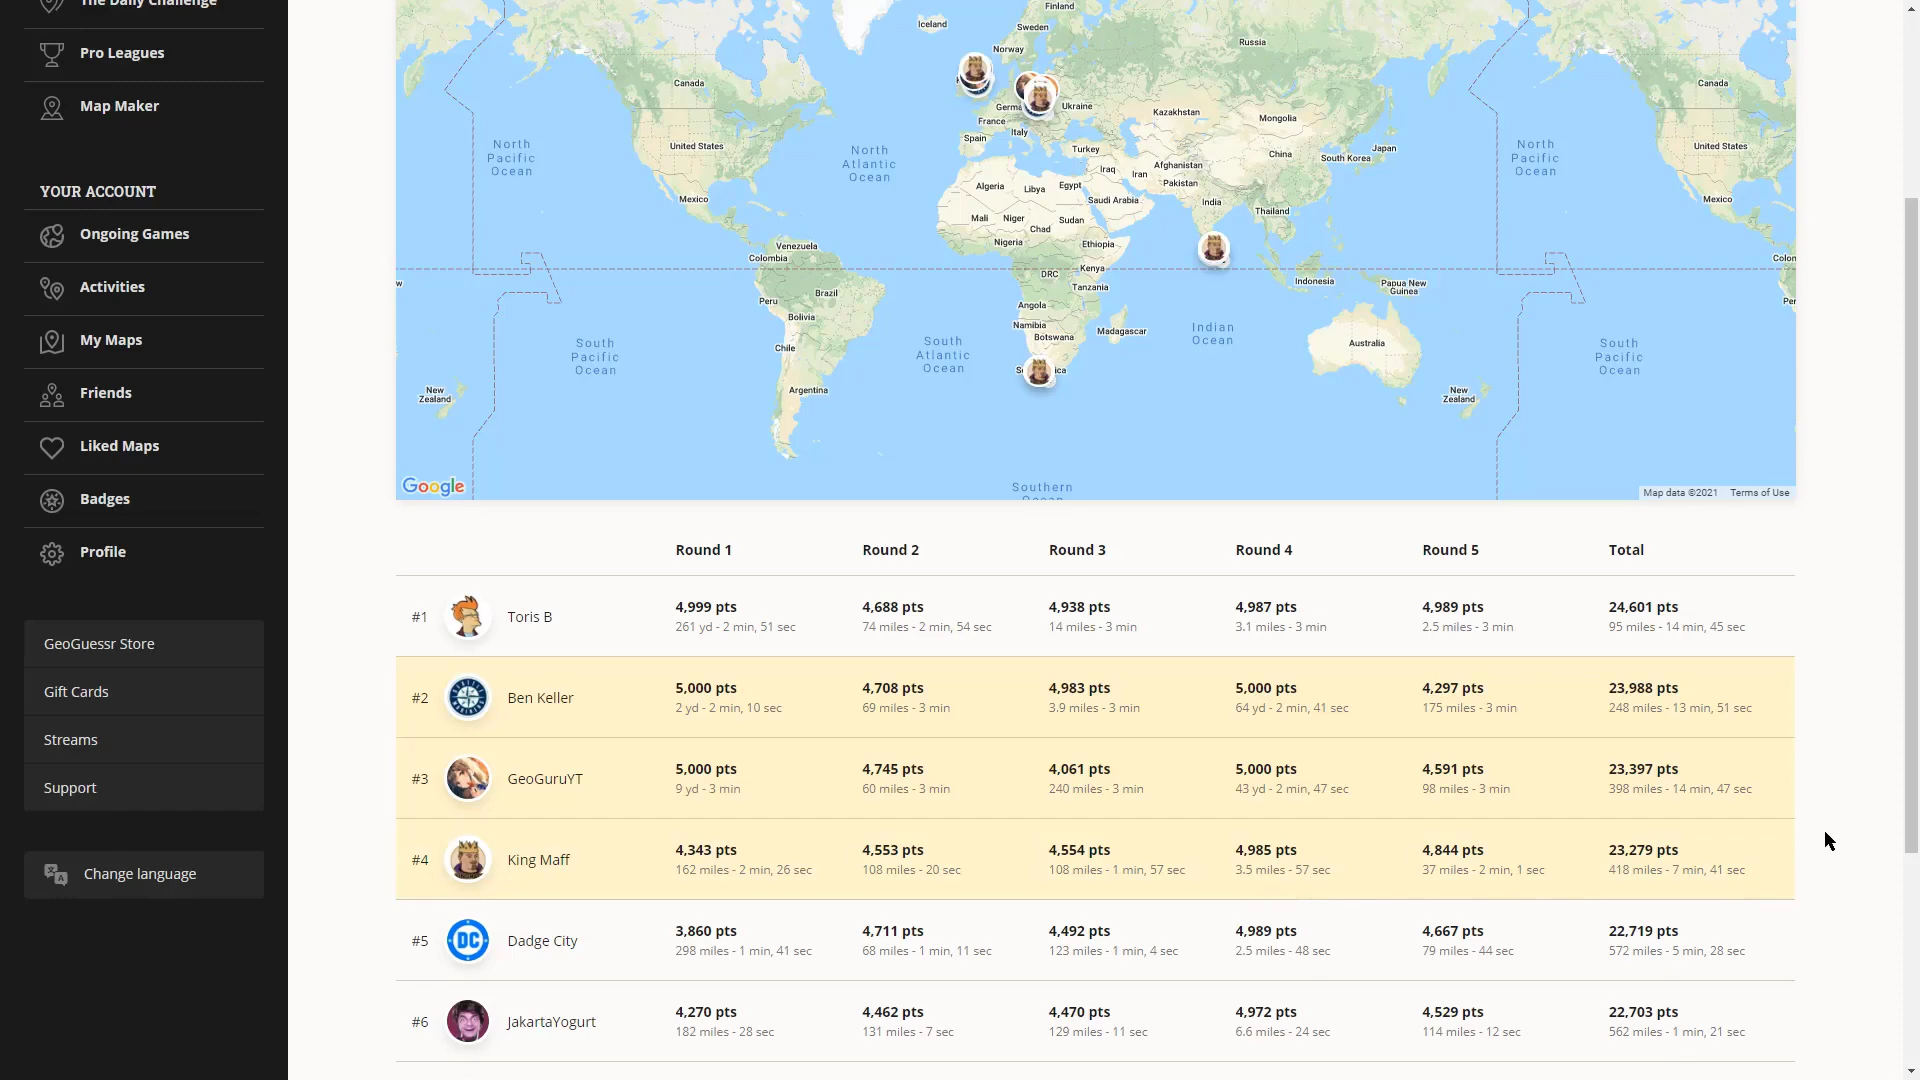 The Daily Challenge
Pro Leagues
Map Maker
YOUR ACCOUNT
Ongoing Games
Activities
My Maps
Friends
Liked Maps
Badges
Profile
GeoGuessr Store
Gift Cards
Streams
Support
Change language
Finland
Iceland
Sweden
Norway
Russia
Canada
Canada
Ukraine
Germa
Kazakhstan
France
Mongolia
Italy
Spain
United States
United States
Turkey
China
Japan
South Korea
North Pacific Ocean
North Atlantic Ocean
North Pacific Ocean
Afghanistan
Iraq
Iran
Pakistan
Algeria
Libya
Egypt
Mexico
Mexico
Saudi Arabia
India
Thailand
Mali
Niger
Sudan
Chad
Nigeria
Ethiopia
Venezuela
Colombia
Colon
DRC
Kenya
Tanzania
Indonesia
Papua New Guinea
w
Brazil
Peru
Per
Angola
Bolivia
Namibia
Botswana
Madagascar
Indian Ocean
Chile
South Pacific Ocean
South Atlantic Ocean
Australia
South Pacific Ocean
S
ica
Argentina
New Zealand
New Zealand
Southern
Ocean
Google
Map data ©2021 Terms of Use
Round 1 Round 2 Round 3 Round 4 Round 5 Total
#1 Toris B 4,999 pts 4,688 pts 4,938 pts 4,987 pts 4,989 pts 24,601 pts
261 yd - 2 min, 51 sec 74 miles - 2 min, 54 sec 14 miles - 3 min 3.1 miles - 3 min 2.5 miles - 3 min 95 miles - 14 min, 45 sec
#2 Ben Keller 5,000 pts 4,708 pts 4,983 pts 5,000 pts 4,297 pts 23,988 pts
2 yd - 2 min, 10 sec 69 miles - 3 min 3.9 miles - 3 min 64 yd - 2 min, 41 sec 175 miles - 3 min 248 miles - 13 min, 51 sec
#3 GeoGuruYT 5,000 pts 4,745 pts 4,061 pts 5,000 pts 4,591 pts 23,397 pts
9 yd - 3 min 60 miles - 3 min 240 miles - 3 min 43 yd - 2 min, 47 sec 98 miles - 3 min 398 miles - 14 min, 47 sec
#4 King Maff 4,343 pts 4,553 pts 4,554 pts 4,985 pts 4,844 pts 23,279 pts
162 miles - 2 min, 26 sec 108 miles - 20 sec 108 miles - 1 min, 57 sec 3.5 miles - 57 sec 37 miles - 2 min, 1 sec 418 miles - 7 min, 41 sec
#5 DC Dadge City 3,860 pts 4,711 pts 4,492 pts 4,989 pts 4,667 pts 22,719 pts
298 miles - 1 min, 41 sec 68 miles - 1 min, 11 sec 123 miles - 1 min, 4 sec 2.5 miles - 48 sec 79 miles - 44 sec 572 miles - 5 min, 28 sec
#6 JakartaYogurt 4,270 pts 4,462 pts 4,470 pts 4,972 pts 4,529 pts 22,703 pts
182 miles - 28 sec 131 miles - 7 sec 129 miles - 11 sec 6.6 miles - 24 sec 114 miles - 12 sec 562 miles - 1 min, 21 sec